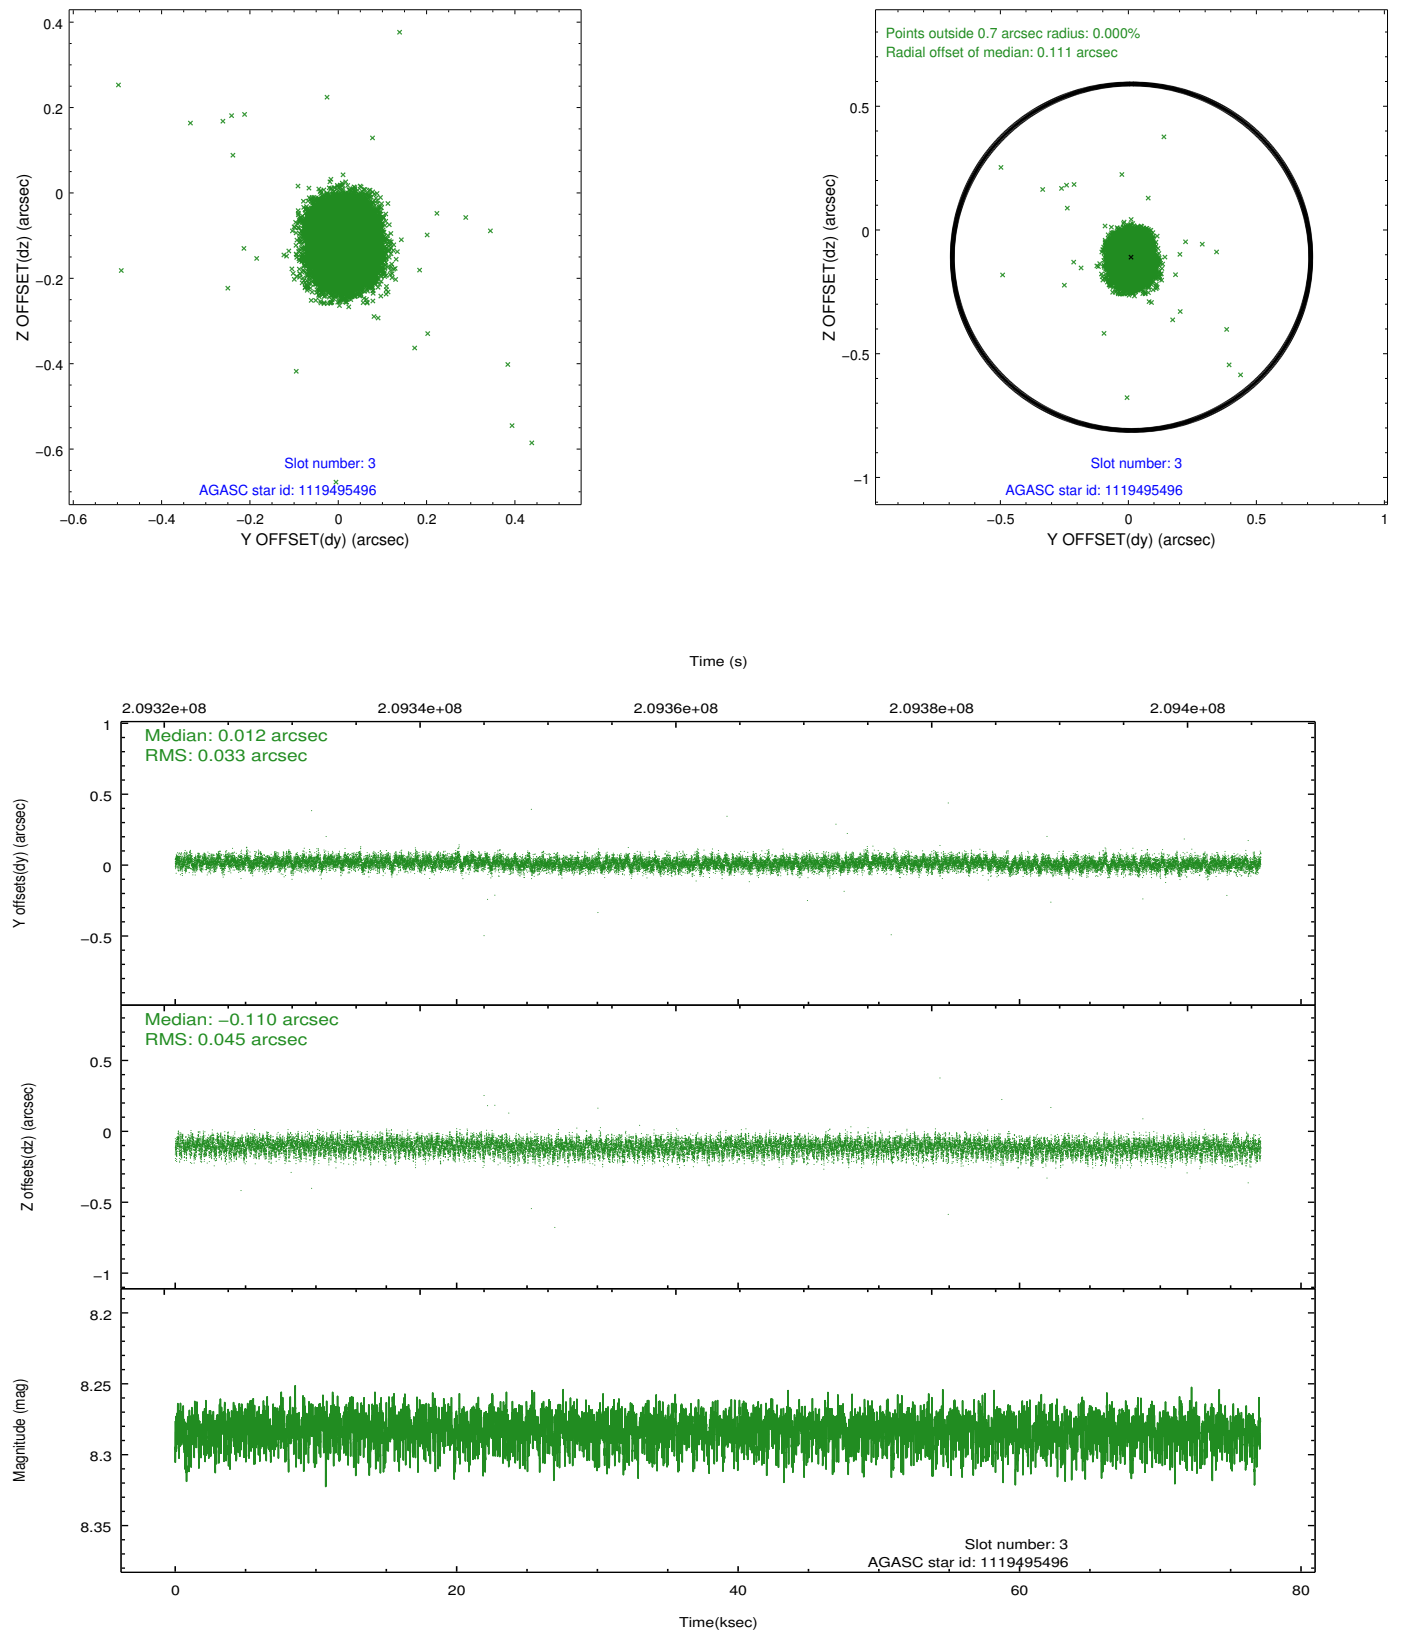 0.4
0.2
0
−0.2
−0.4
−0.6
Z OFFSET(dz) (arcsec)
Slot number: 3
AGASC star id: 1119495496
−0.6
−0.4
−0.2
0
0.2
0.4
Y OFFSET(dy) (arcsec)
Points outside 0.7 arcsec radius: 0.000%
Radial offset of median: 0.111 arcsec
0.5
0
−0.5
−1
Z OFFSET(dz) (arcsec)
Slot number: 3
AGASC star id: 1119495496
−0.5
0
0.5
1
Y OFFSET(dy) (arcsec)
Time (s)
2.0932e+08
2.0934e+08
2.0936e+08
2.0938e+08
2.094e+08
Median: 0.012 arcsec
RMS: 0.033 arcsec
1
0.5
0
−0.5
Y offsets(dy) (arcsec)
Median: −0.110 arcsec
RMS: 0.045 arcsec
0.5
0
−0.5
−1
Z offsets(dz) (arcsec)
8.2
8.25
8.3
8.35
Magnitude (mag)
Slot number: 3
AGASC star id: 1119495496
0
20
40
60
80
Time(ksec)